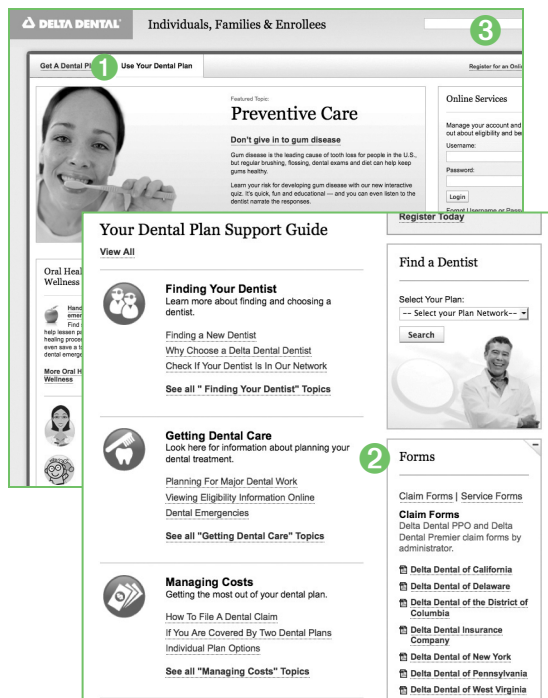 DELTA DENTAL
Individuals, Families & Enrollees
3
Get A Dental
1
Use Your Dental Plan
Register for an
Featured Topic:
Preventive Care
Don't give in to gum disease
Gum disease is the leading cause of tooth loss for people in the U.S.,
but regular brushing, flossing, dental exams and diet can help keep
gums healthy.
Learn your risk for developing gum disease with our new interactive
quiz. It's quick, fun and educational — and you can even listen to the
dentist narrate the responses.
Online Services
Manage your account and
out about eligibility and
Username:
Password:
Login
Forgot Username or
Register Today
Oral
Wellness
Find
help lessen
healing
even save a
dental
More Oral
Wellness
Your Dental Plan Support Guide
View All
Finding Your Dentist
Learn more about finding and choosing a
dentist.
Finding a New Dentist
Why Choose a Delta Dental Dentist
Check If Your Dentist Is In Our Network
See all " Finding Your Dentist" Topics
Getting Dental Care
Look here for information about planning your
dental treatment.
Planning For Major Dental Work
Viewing Eligibility Information Online
Dental Emergencies
See all "Getting Dental Care" Topics
Managing Costs
Getting the most out of your dental plan.
How To File A Dental Claim
If You Are Covered By Two Dental Plans
Individual Plan Options
See all "Managing Costs" Topics
Find a Dentist
Select Your Plan:
-- Select your Plan Network--
Search
2
Forms
Claim Forms | Service Forms
Claim Forms
Delta Dental PPO and Delta
Dental Premier claim forms by
administrator.
Delta Dental of California
Delta Dental of Delaware
Delta Dental of the District of
Columbia
Delta Dental Insurance
Company
Delta Dental of New York
Delta Dental of Pennsylvania
Delta Dental of West Virginia